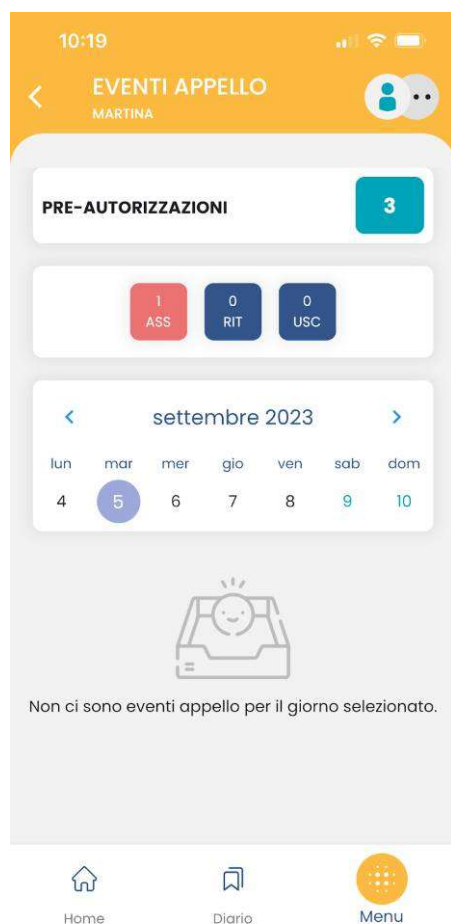 10:19
EVENTI APPELLO
MARTINA
PRE-AUTORIZZAZIONI 3
1 0 0
ASS RIT USC
settembre 2023
lun mar mer gio ven sab dom
4 5 6 7 8 9 10
Non ci sono eventi appello per il giorno selezionato.
Home Diario Menu